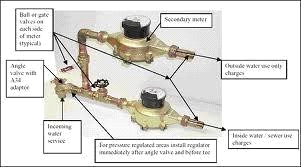 Ball or gate
valves on
each side of
meter
(typical)
Secondary meter
Outside water use only
charges
Angle
valve with
A34
adaptor
Incoming
water
service
For pressure regulated areas install regulator
immediately after angle valve and before tee
Inside water / sewer use
charges